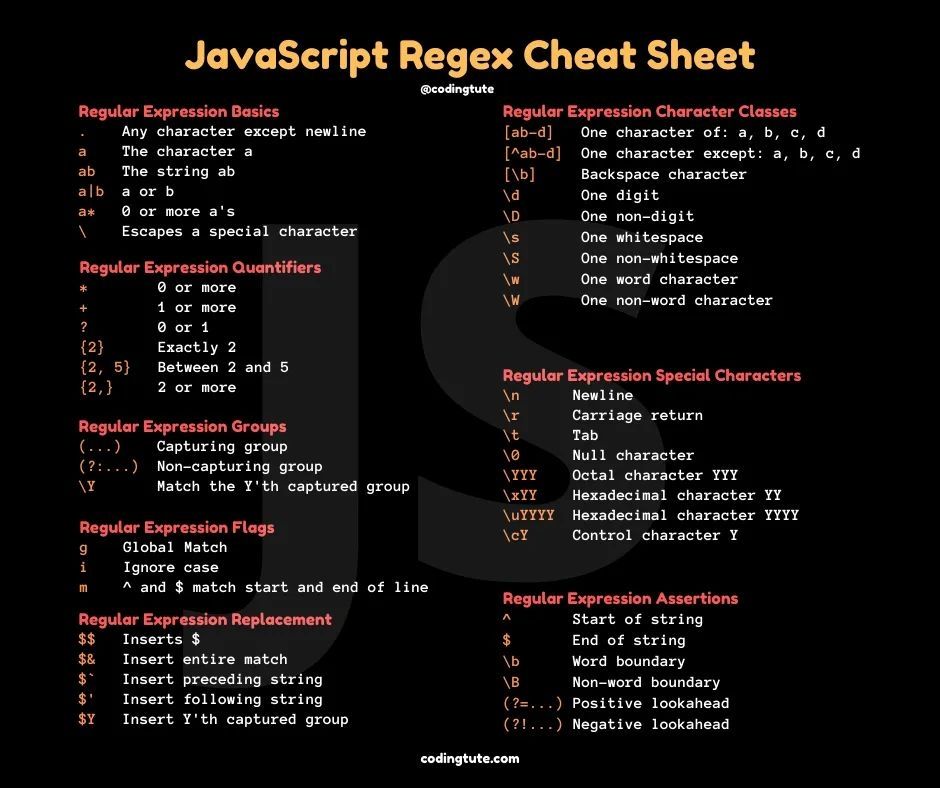 JavaScript Regex Cheat Sheet
@codingtute
Regular Expression Basics
. Any character except newline
a The character a
ab The string ab
a|b a or b
a* 0 or more a's
\ Escapes a special character
Regular Expression Quantifiers
* 0 or more
+ 1 or more
? 0 or 1
{2} Exactly 2
{2, 5} Between 2 and 5
{2,} 2 or more
Regular Expression Groups
(...) Capturing group
(?:...) Non-capturing group
\Y Match the Y'th captured group
Regular Expression Flags
g Global Match
i Ignore case
m ^ and $ match start and end of line
Regular Expression Replacement
$$ Inserts $
$& Insert entire match
$` Insert preceding string
$' Insert following string
$Y Insert Y'th captured group
Regular Expression Character Classes
[ab-d] One character of: a, b, c, d
[^ab-d] One character except: a, b, c, d
[\b] Backspace character
\d One digit
\D One non-digit
\s One whitespace
\S One non-whitespace
\w One word character
\W One non-word character
Regular Expression Special Characters
\n Newline
\r Carriage return
\t Tab
\0 Null character
\YYY Octal character YYY
\xYY Hexadecimal character YY
\uYYYY Hexadecimal character YYYY
\cY Control character Y
Regular Expression Assertions
^ Start of string
$ End of string
\b Word boundary
\B Non-word boundary
(?=...) Positive lookahead
(?!...) Negative lookahead
JS
codingtute.com